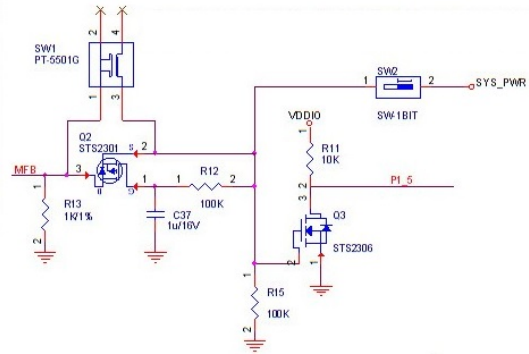 2 4
SW1
PT-5501G
1 3
1 SW2 2 SYS_PWR
SW-1BIT
VDDIO
Q2
STS2301
S 2
R11
10K
MFB
3
1 1 R12 2
100K
2
P1_5
3
1
R13
1K/1%
2
C37
1u/16V
Q3
STS2306
2
1
1
R15
100K
2